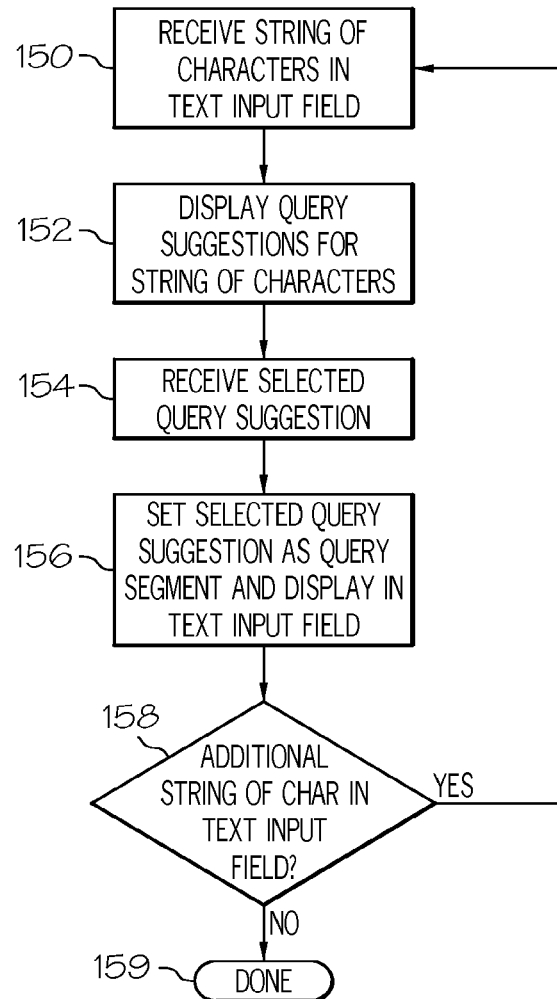 150
RECEIVE STRING OF
CHARACTERS IN
TEXT INPUT FIELD
152
DISPLAY QUERY
SUGGESTIONS FOR
STRING OF CHARACTERS
154
RECEIVE SELECTED
QUERY SUGGESTION
156
SET SELECTED QUERY
SUGGESTION AS QUERY
SEGMENT AND DISPLAY IN
TEXT INPUT FIELD
158
ADDITIONAL
STRING OF CHAR IN
TEXT INPUT
FIELD?
YES
NO
159
DONE